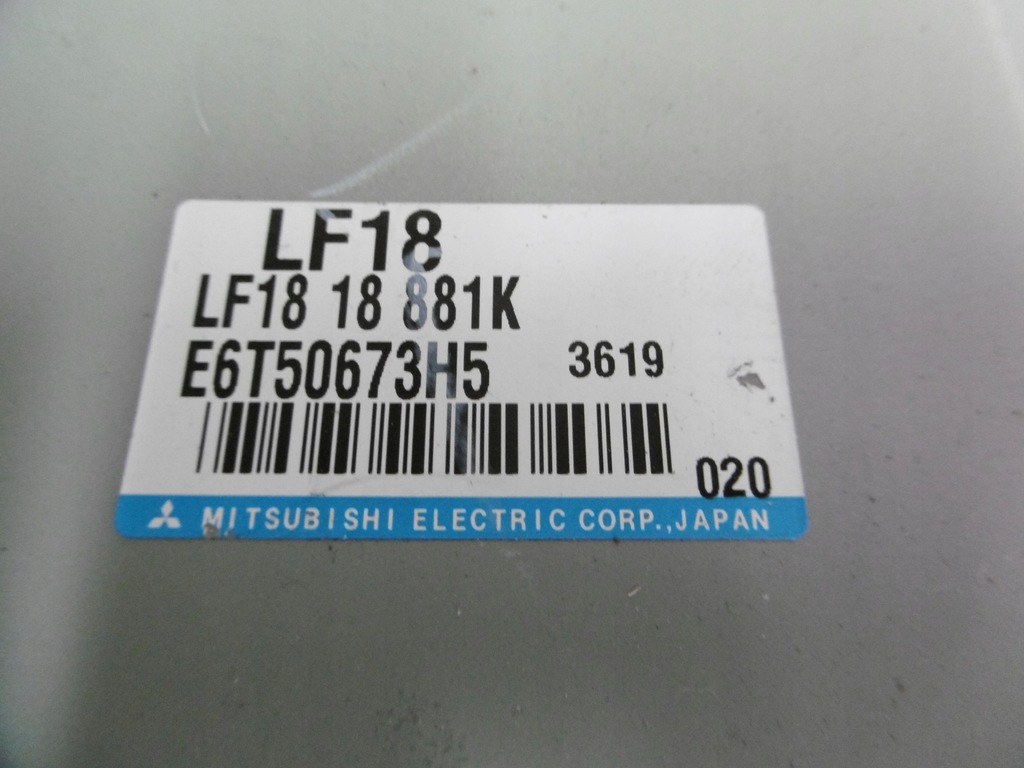 LF18
LF18 18 881K
E6T50673H5 3619
020
MITSUBISHI ELECTRIC CORP.,JAPAN